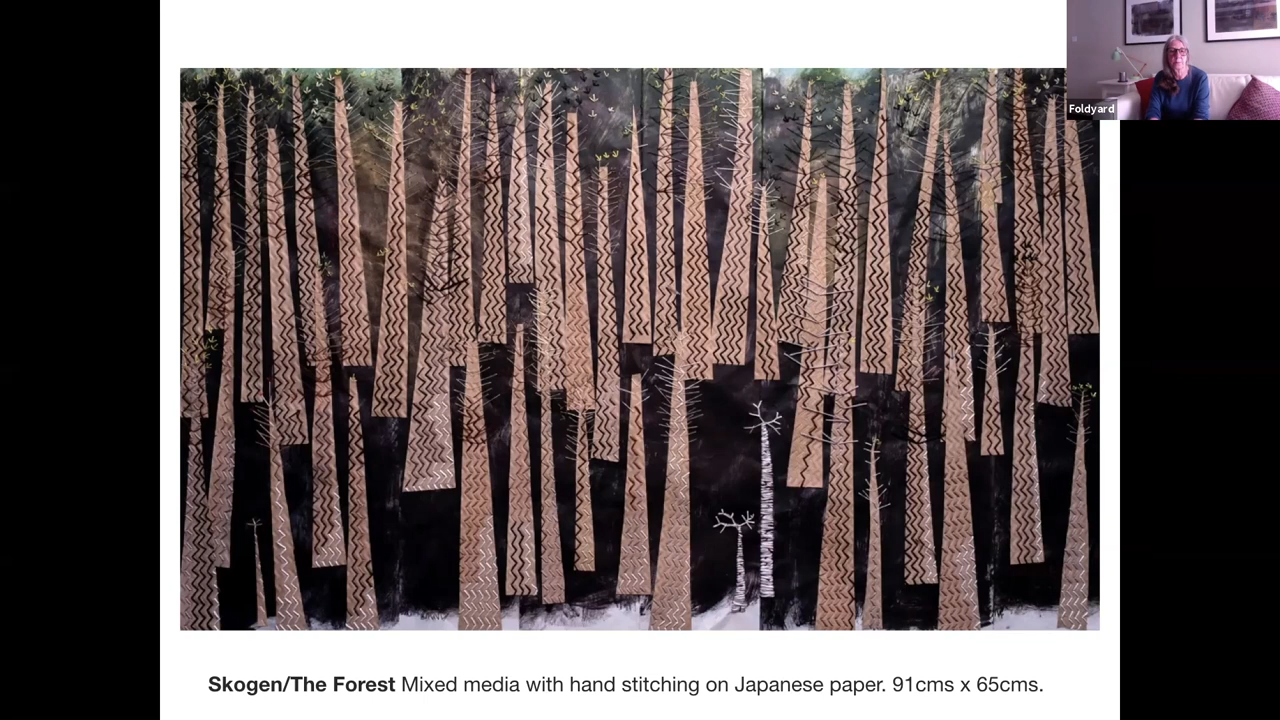 Foldyard
Skogen/The Forest Mixed media with hand stitching on Japanese paper. 91cms x 65cms.